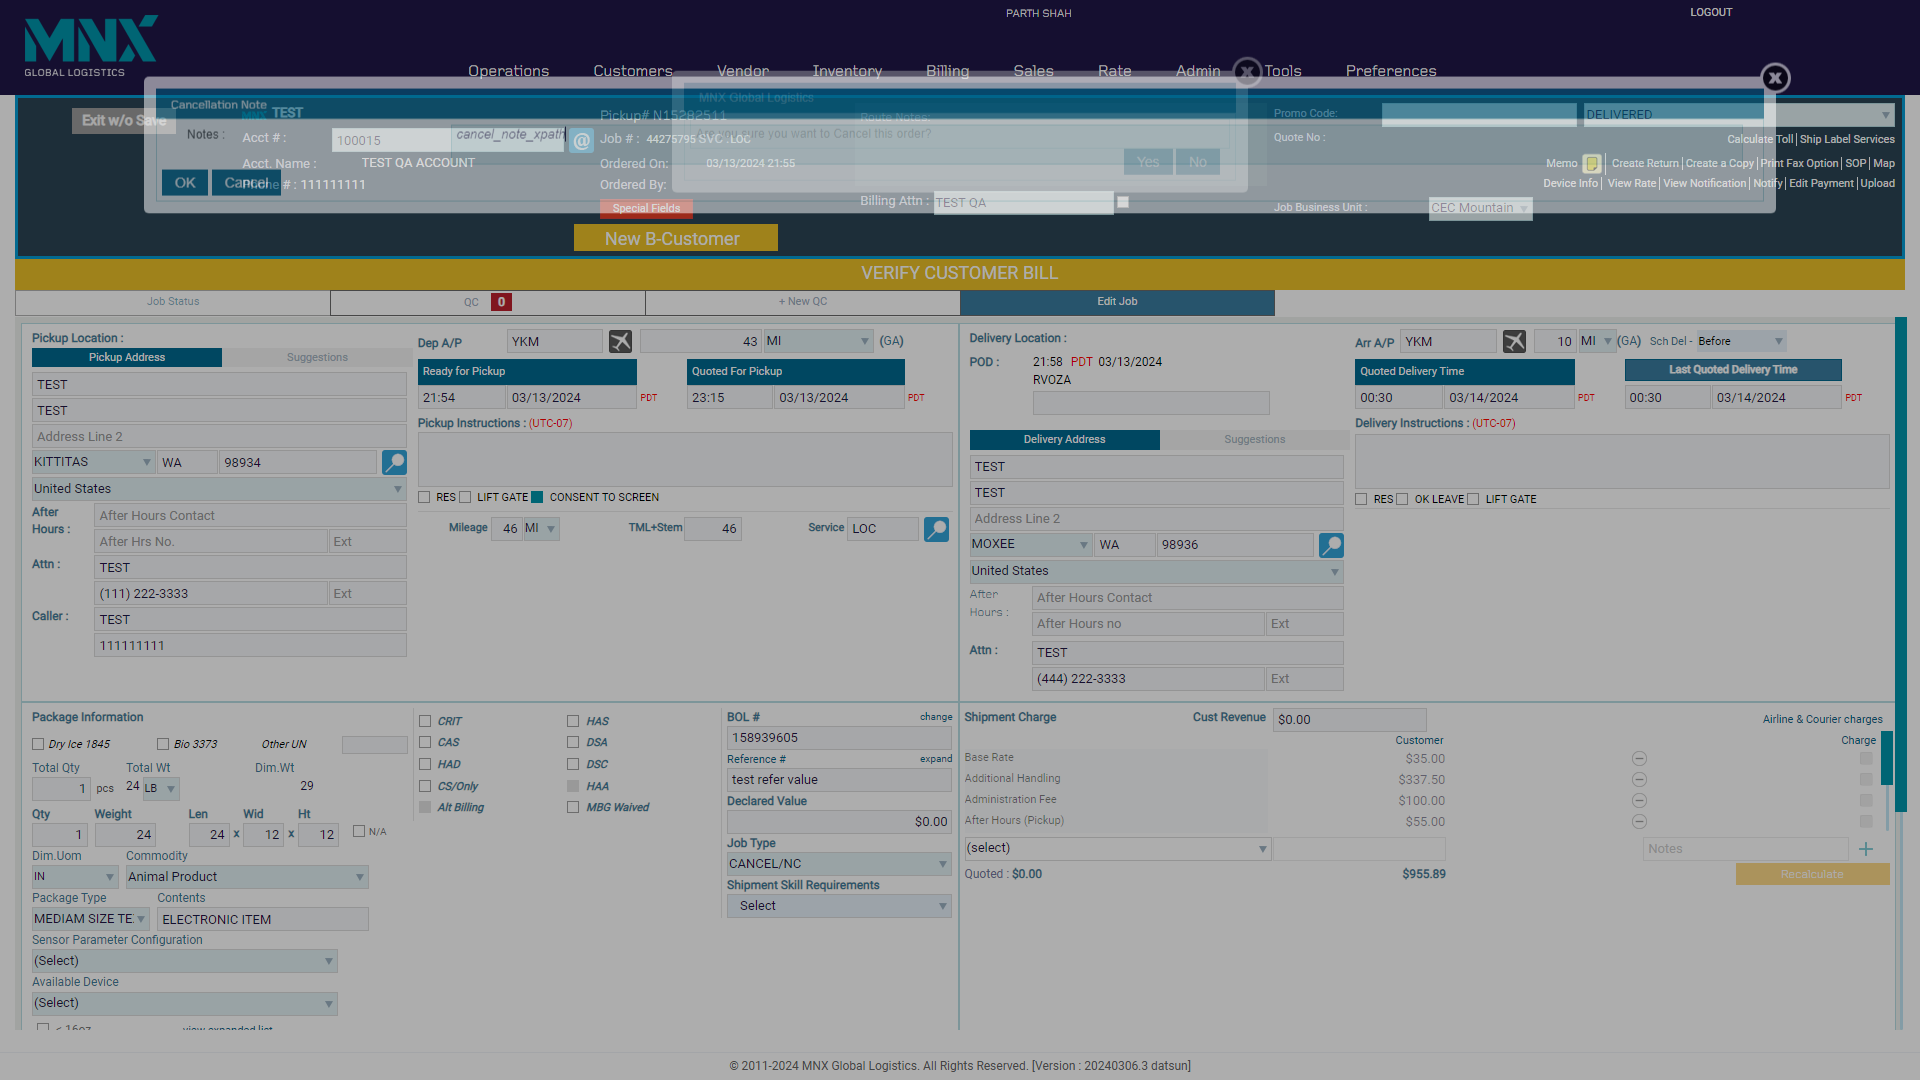 PARTH SHAH
LOGOUT
MNX
GLOBAL LOGISTICS
Operations Customers Vendor Inventory Billing Sales Rate Admin Tools Preferences
X
X
Exit w/o Save
Cancellation Note
TEST
Notes :
cancel_note_xpath
OK
Cancel
Acct # :
100015
@
Acct. Name :
TEST QA ACCOUNT
Phone # : 111111111
MNX Global Logistics
Are you sure you want to Cancel this order?
Yes
No
Pickup# N15282511
Route Notes:
Job # : 44275795 SVC : LOC
Ordered On:
03/13/2024 21:55
Ordered By:
Special Fields
Billing Attn :
TEST QA
New B-Customer
Promo Code:
DELIVERED
Quote No :
Calculate Toll | Ship Label Services
Memo | Create Return | Create a Copy | Print Fax Option | SOP | Map
Device Info | View Rate | View Notification | Notify | Edit Payment | Upload
Job Business Unit :
CEC Mountain
VERIFY CUSTOMER BILL
Job Status
QC 0
+ New QC
Edit Job
Pickup Location :
Pickup Address
Suggestions
TEST
TEST
Address Line 2
KITTITAS WA 98934
United States
After Hours :
After Hours Contact
After Hrs No. Ext
Attn :
TEST
(111) 222-3333 Ext
Caller :
TEST
111111111
Dep A/P YKM 43 MI (GA)
Ready for Pickup
21:54 03/13/2024 PDT
Quoted For Pickup
23:15 03/13/2024 PDT
Pickup Instructions : (UTC-07)
RES LIFT GATE CONSENT TO SCREEN
Mileage 46 MI TML+Stem 46 Service LOC
Delivery Location :
POD : 21:58 PDT 03/13/2024
RVOZA
Delivery Address
Suggestions
TEST
TEST
Address Line 2
MOXEE WA 98936
United States
After
Hours :
After Hours Contact
After Hours no Ext
Attn :
TEST
(444) 222-3333 Ext
Arr A/P YKM 10 MI (GA) Sch Del - Before
Quoted Delivery Time
00:30 03/14/2024 PDT
Last Quoted Delivery Time
00:30 03/14/2024 PDT
Delivery Instructions : (UTC-07)
RES OK LEAVE LIFT GATE
Package Information
Dry Ice 1845 Bio 3373 Other UN
Total Qty Total Wt Dim.Wt
1 pcs 24 LB 29
Qty Weight Len Wid Ht
1 24 24 x 12 x 12 N/A
Dim.Uom Commodity
IN Animal Product
Package Type Contents
MEDIAM SIZE TE ELECTRONIC ITEM
Sensor Parameter Configuration
(Select)
Available Device
(Select)
< 16oz view expanded list
CRIT HAS
CAS DSA
HAD DSC
CS/Only HAA
Alt Billing MBG Waived
BOL # change
158939605
Reference # expand
test refer value
Declared Value
$0.00
Job Type
CANCEL/NC
Shipment Skill Requirements
Select
Shipment Charge Cust Revenue $0.00 Airline & Courier charges
Customer Charge
Base Rate $35.00
Additional Handling $337.50
Administration Fee $100.00
After Hours (Pickup) $55.00
(select) Notes +
Quoted : $0.00 $955.89 Recalculate
© 2011-2024 MNX Global Logistics. All Rights Reserved. [Version : 20240306.3 datsun]